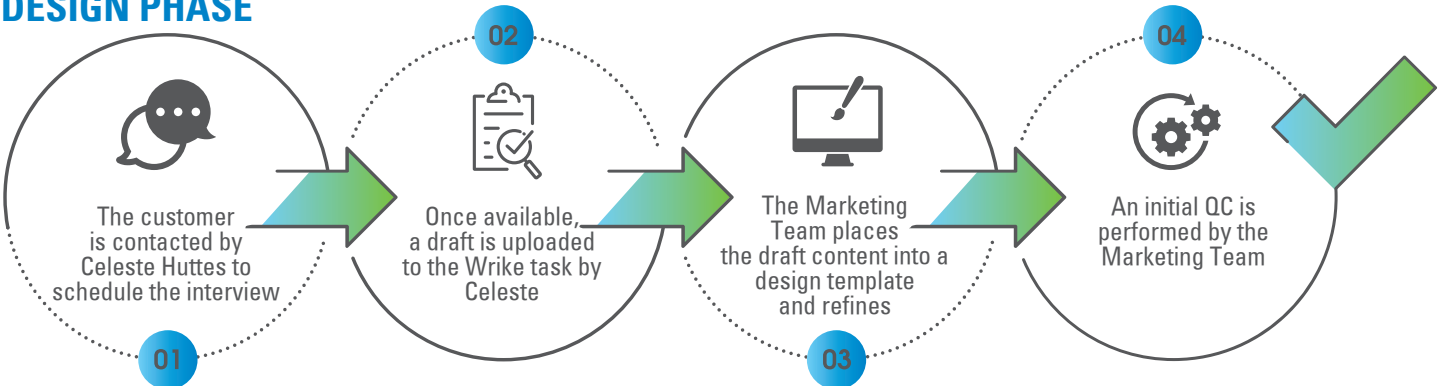 DESIGN PHASE
01
The customer
is contacted by
Celeste Huttes to
schedule the interview
02
Once available,
a draft is uploaded
to the Wrike task by
Celeste
03
The Marketing
Team places
the draft content into a
design template
and refines
04
An initial QC is
performed by the
Marketing Team